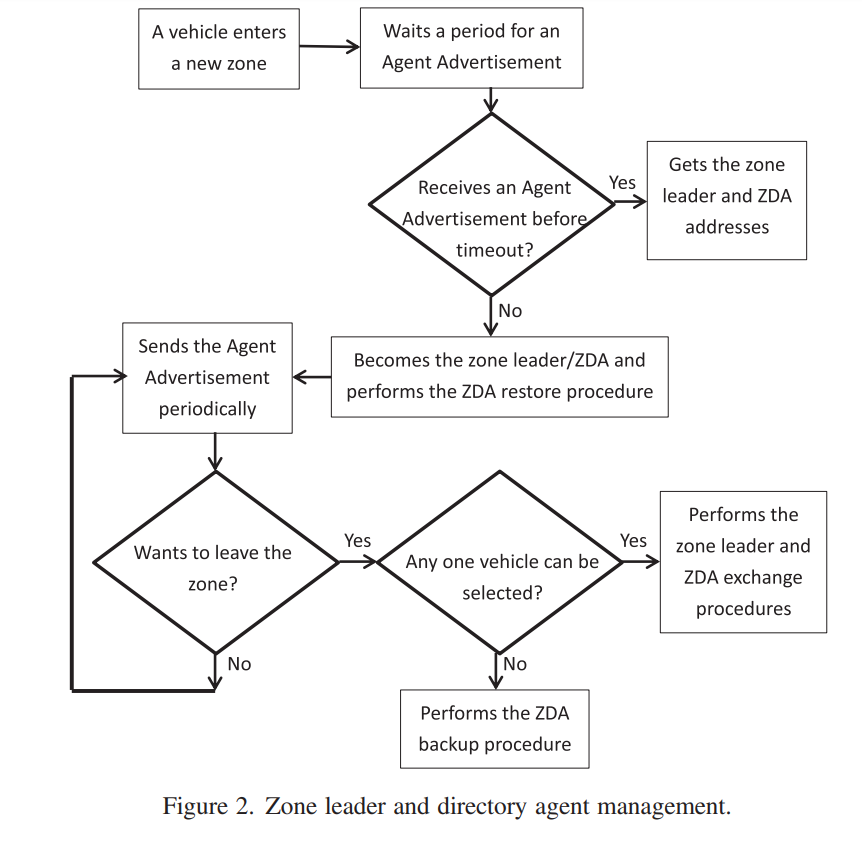 A vehicle enters
a new zone
Waits a period for an
Agent Advertisement
Receives an Agent
Advertisement before
timeout?
Yes
Gets the zone
leader and ZDA
addresses
No
Becomes the zone leader/ZDA and
performs the ZDA restore procedure
Sends the Agent
Advertisement
periodically
Wants to leave the
zone?
Yes
No
Any one vehicle can be
selected?
Yes
Performs the
zone leader and
ZDA exchange
procedures
No
Performs the ZDA
backup procedure
Figure 2. Zone leader and directory agent management.